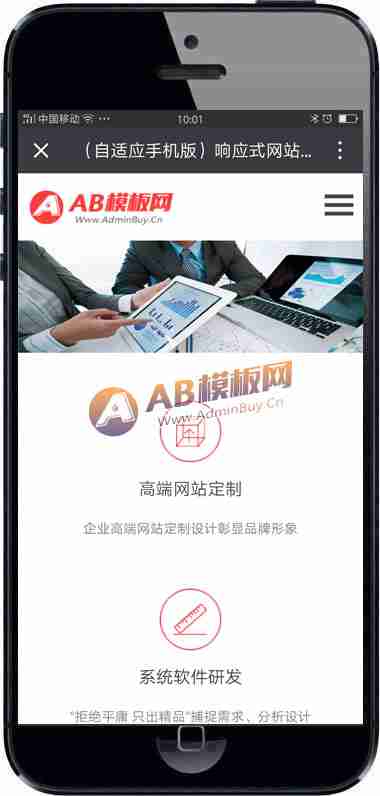 中国移动
10:01
（自适应手机版）响应式网站...
AB模板网
Www.AdminBuy.Cn
AB模板网
Www.AdminBuy.Cn
高端网站定制
企业高端网站定制设计彰显品牌形象
系统软件研发
"拒绝平庸 只出精品"捕捉需求、分析设计